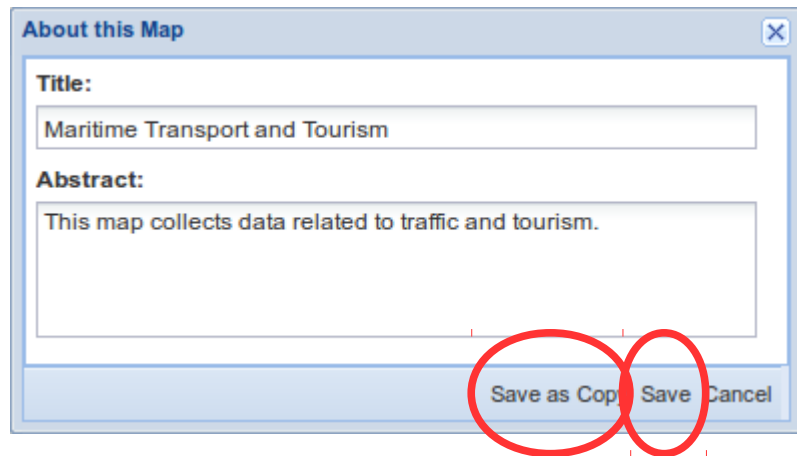 About this Map
Title:
Maritime Transport and Tourism
Abstract:
This map collects data related to traffic and tourism.
Save as Copy Save Cancel